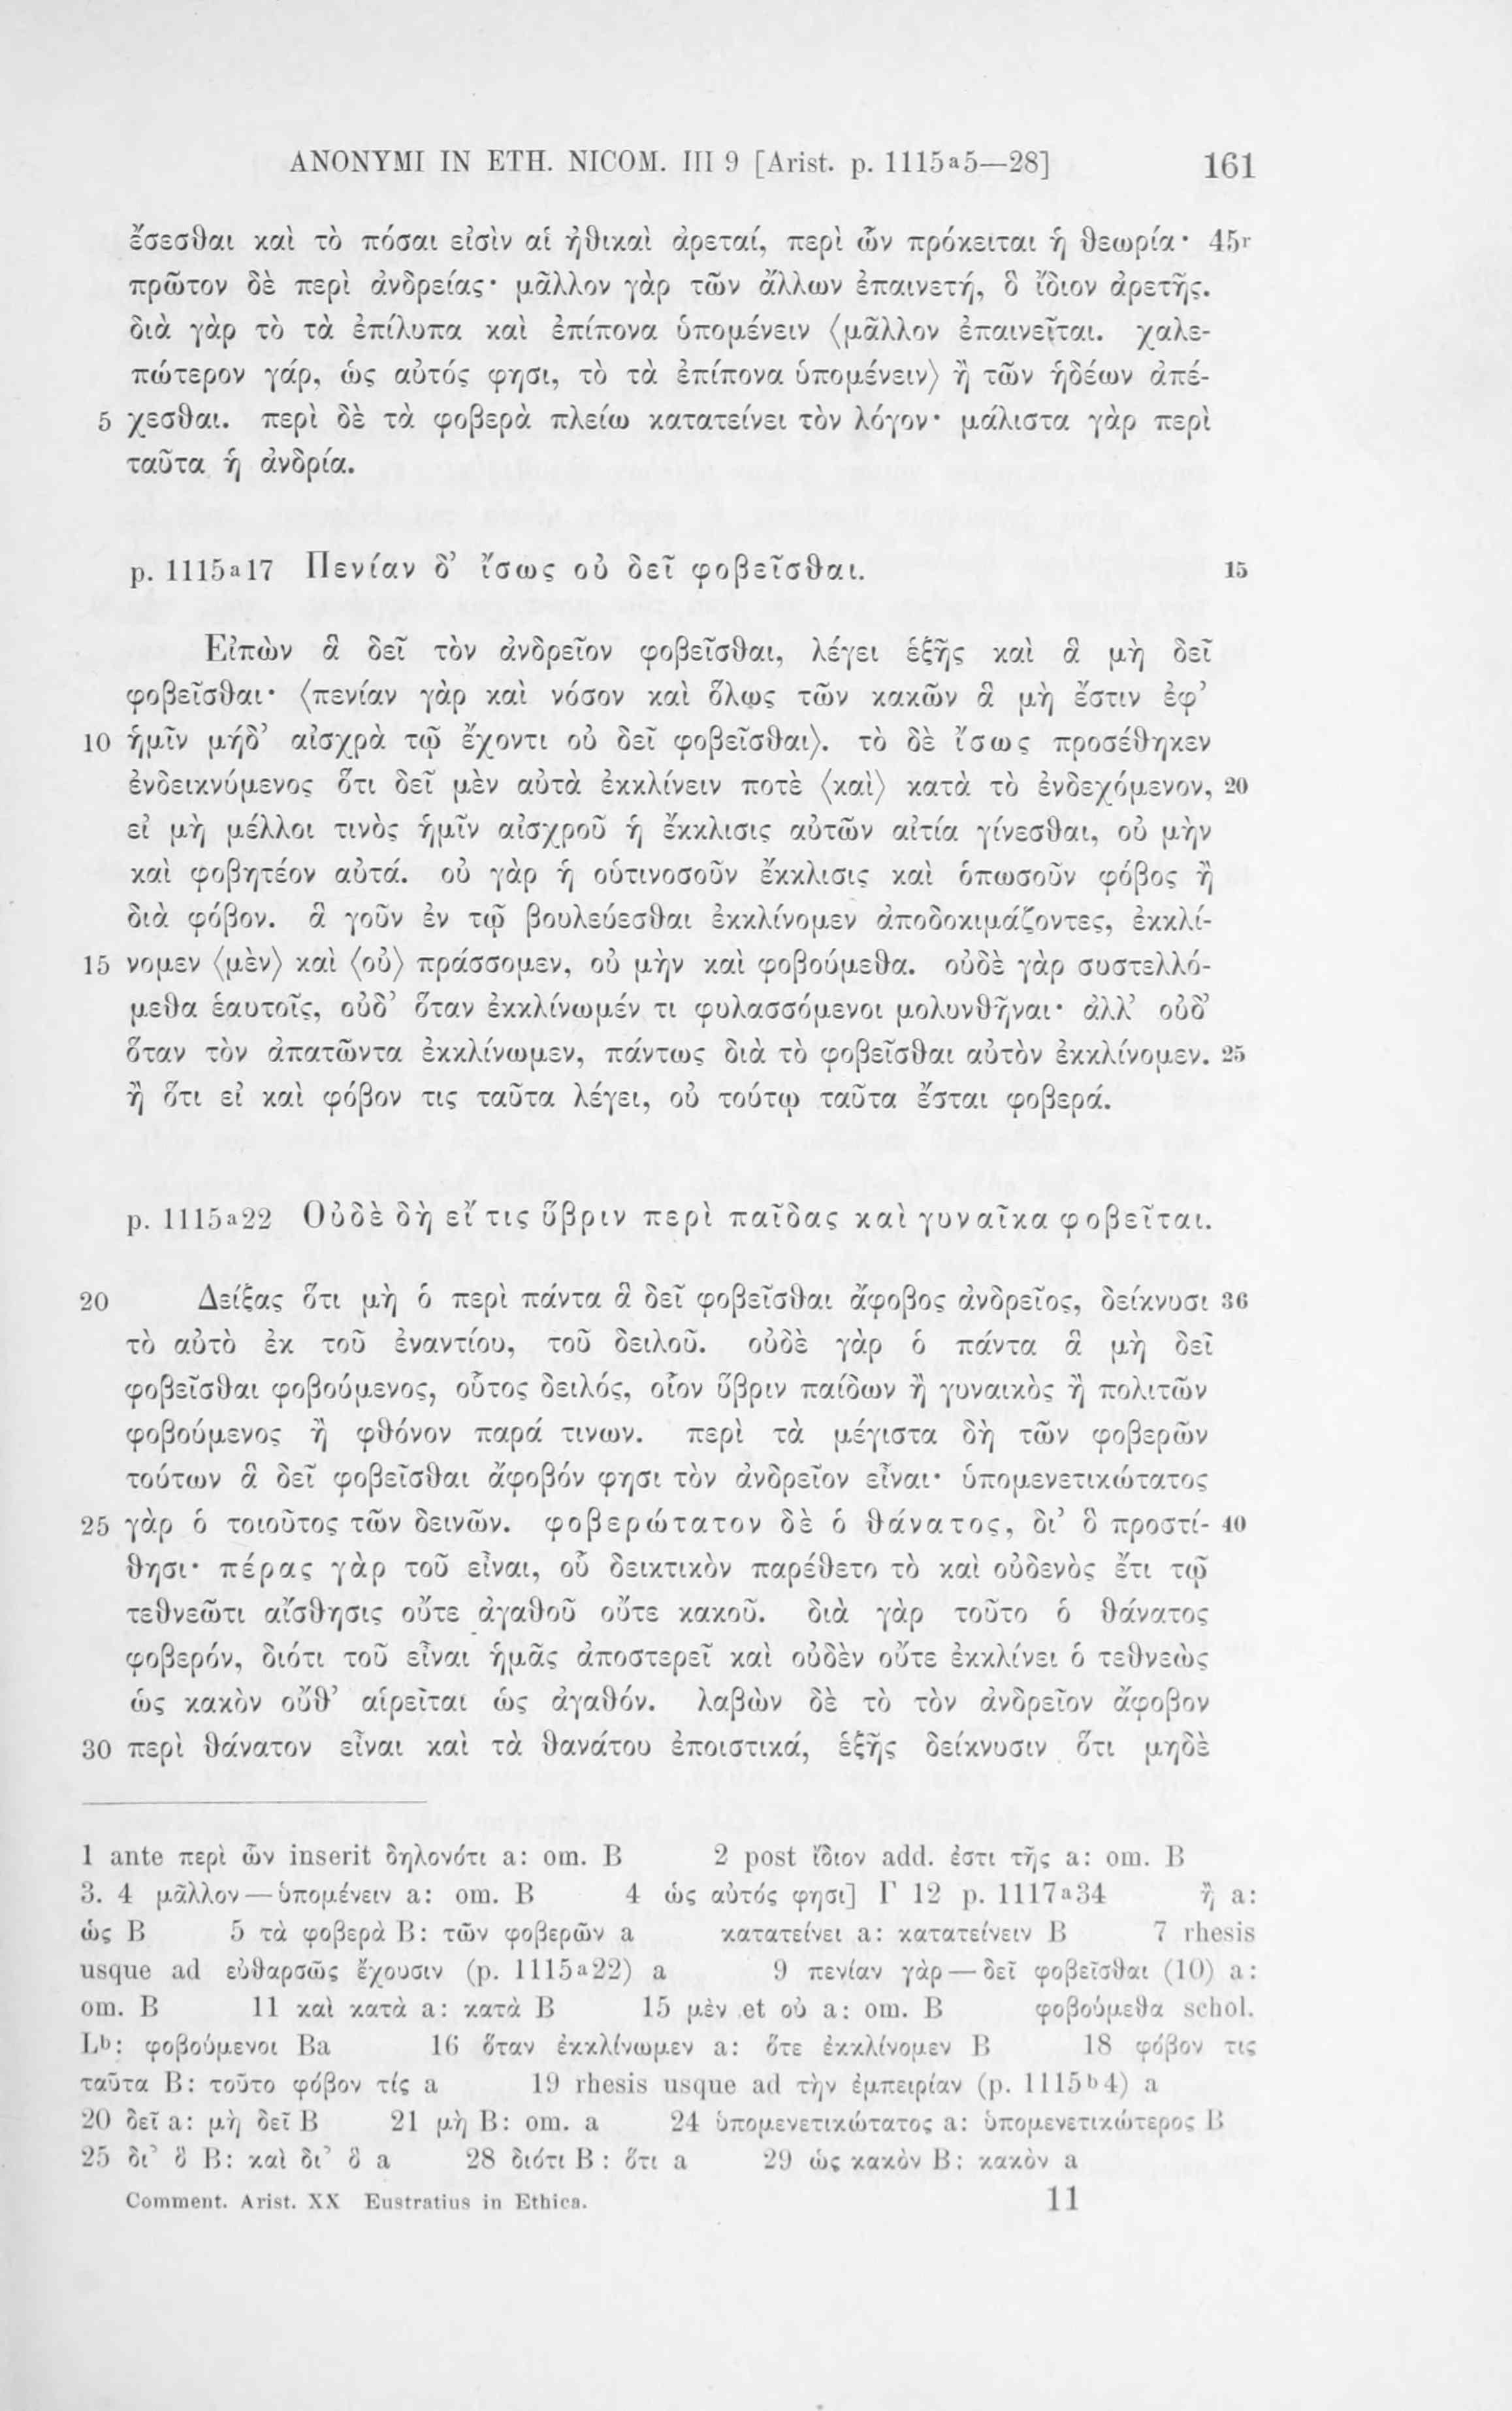 ANONYMI IN ETH. NICOM. III 9 [Arist. p. 1115a5—28] 161
ἔσεσθαι καὶ τὸ πόσαι εἰσὶν αἱ ἠθικαὶ ἀρεταί, περὶ ὧν πρόκειται ἡ θεωρία· 45r
πρῶτον δὲ περὶ ἀνδρείας· μᾶλλον γὰρ τῶν ἄλλων ἐπαινετή, ὃ ἴδιον ἀρετῆς.
διὰ γὰρ τὸ τὰ ἐπίλυπα καὶ ἐπίπονα ὑπομένειν ⟨μᾶλλον ἐπαινεῖται. χαλε-
πώτερον γάρ, ὡς αὐτός φησι, τὸ τὰ ἐπίπονα ὑπομένειν⟩ ἢ τῶν ἡδέων ἀπέ-
5 χεσθαι. περὶ δὲ τὰ φοβερὰ πλείω κατατείνει τὸν λόγον· μάλιστα γὰρ περὶ
ταῦτα ἡ ἀνδρία.
p. 1115a17 Πενίαν δ’ ἴσως οὐ δεῖ φοβεῖσθαι. 15
Εἰπὼν ἃ δεῖ τὸν ἀνδρεῖον φοβεῖσθαι, λέγει ἑξῆς καὶ ἃ μὴ δεῖ
φοβεῖσθαι· ⟨πενίαν γὰρ καὶ νόσον καὶ ὅλως τῶν κακῶν ἃ μὴ ἔστιν ἐφ’
10 ἡμῖν μήδ’ αἰσχρὰ τῷ ἔχοντι οὐ δεῖ φοβεῖσθαι⟩. τὸ δὲ ἴσως προσέθηκεν
ἐνδεικνύμενος ὅτι δεῖ μὲν αὐτὰ ἐκκλίνειν ποτὲ ⟨καὶ⟩ κατὰ τὸ ἐνδεχόμενον, 20
εἰ μὴ μέλλοι τινὸς ἡμῖν αἰσχροῦ ἡ ἔκκλισις αὐτῶν αἰτία γίνεσθαι, οὐ μὴν
καὶ φοβητέον αὐτά. οὐ γὰρ ἡ οὑτινοσοῦν ἔκκλισις καὶ ὁπωσοῦν φόβος ἢ
διὰ φόβον. ἃ γοῦν ἐν τῷ βουλεύεσθαι ἐκκλίνομεν ἀποδοκιμάζοντες, ἐκκλί-
15 νομεν ⟨μὲν⟩ καὶ ⟨οὐ⟩ πράσσομεν, οὐ μὴν καὶ φοβούμεθα. οὐδὲ γὰρ συστελλό-
μεθα ἑαυτοῖς, οὐδ’ ὅταν ἐκκλίνωμέν τι φυλασσόμενοι μολυνθῆναι· ἀλλ’ οὐδ’
ὅταν τὸν ἀπατῶντα ἐκκλίνωμεν, πάντως διὰ τὸ φοβεῖσθαι αὐτὸν ἐκκλίνομεν. 25
ἢ ὅτι εἰ καὶ φόβον τις ταῦτα λέγει, οὐ τούτῳ ταῦτα ἔσται φοβερά.
p. 1115a22 Οὐδὲ δὴ εἴ τις ὕβριν περὶ παῖδας καὶ γυναῖκα φοβεῖται.
20 Δείξας ὅτι μὴ ὁ περὶ πάντα ἃ δεῖ φοβεῖσθαι ἄφοβος ἀνδρεῖος, δείκνυσι 36
τὸ αὐτὸ ἐκ τοῦ ἐναντίου, τοῦ δειλοῦ. οὐδὲ γὰρ ὁ πάντα ἃ μὴ δεῖ
φοβεῖσθαι φοβούμενος, οὗτος δειλός, οἷον ὕβριν παίδων ἢ γυναικὸς ἢ πολιτῶν
φοβούμενος ἢ φθόνον παρά τινων. περὶ τὰ μέγιστα δὴ τῶν φοβερῶν
τούτων ἃ δεῖ φοβεῖσθαι ἄφοβόν φησι τὸν ἀνδρεῖον εἶναι· ὑπομενετικώτατος
25 γὰρ ὁ τοιοῦτος τῶν δεινῶν. φοβερώτατον δὲ ὁ θάνατος, δι’ ὃ προστί- 40
θησι· πέρας γὰρ τοῦ εἶναι, οὗ δεικτικὸν παρέθετο τὸ καὶ οὐδενὸς ἔτι τῷ
τεθνεῶτι αἴσθησις οὔτε ἀγαθοῦ οὔτε κακοῦ. διὰ γὰρ τοῦτο ὁ θάνατος
φοβερόν, διότι τοῦ εἶναι ἡμᾶς ἀποστερεῖ καὶ οὐδὲν οὔτε ἐκκλίνει ὁ τεθνεὼς
ὡς κακὸν οὔθ’ αἱρεῖται ὡς ἀγαθόν. λαβὼν δὲ τὸ τὸν ἀνδρεῖον ἄφοβον
30 περὶ θάνατον εἶναι καὶ τὰ θανάτου ἐποιστικά, ἑξῆς δείκνυσιν ὅτι μηδὲ
1 ante περὶ ὧν inserit δηλονότι a: om. B 2 post ἴδιον add. ἐστι τῆς a: om. B
3. 4 μᾶλλον—ὑπομένειν a: om. B 4 ὡς αὐτός φησι] Γ 12 p. 1117a34 ἢ a:
ὡς B 5 τὰ φοβερὰ B: τῶν φοβερῶν a κατατείνει a: κατατείνειν B 7 rhesis
usque ad εὐθαρσῶς ἔχουσιν (p. 1115a22) a 9 πενίαν γὰρ—δεῖ φοβεῖσθαι (10) a:
om. B 11 καὶ κατὰ a: κατὰ B 15 μὲν et οὐ a: om. B φοβούμεθα schol.
Lb: φοβούμενοι Ba 16 ὅταν ἐκκλίνωμεν a: ὅτε ἐκκλίνομεν B 18 φόβον τις
ταῦτα B: τοῦτο φόβον τίς a 19 rhesis usque ad τὴν ἐμπειρίαν (p. 1115b4) a
20 δεῖ a: μὴ δεῖ B 21 μὴ B: om. a 24 ὑπομενετικώτατος a: ὑπομενετικώτερος B
25 δι’ ὃ B: καὶ δι’ ὃ a 28 διότι B: ὅτι a 29 ὡς κακὸν B: κακὸν a
Comment. Arist. XX Eustratius in Ethica. 11